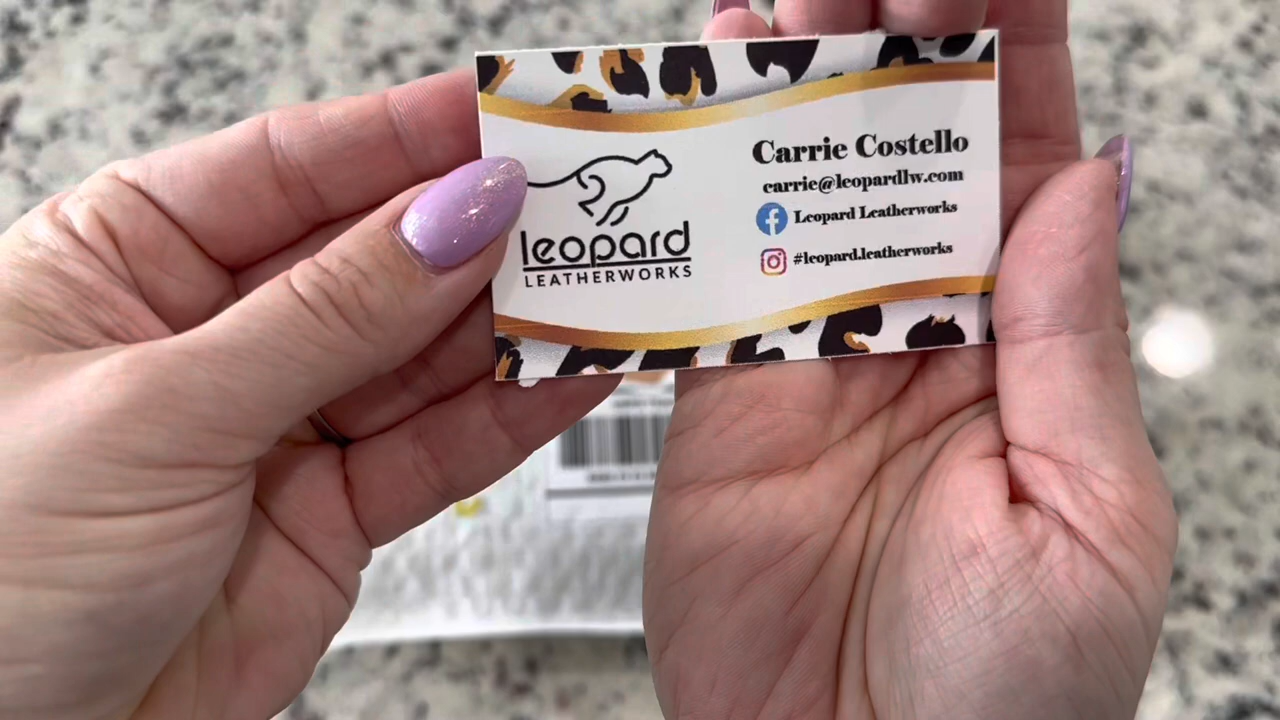 leopard
LEATHERWORKS
Carrie Costello
carrie@leopardlw.com
Leopard Leatherworks
#leopard.leatherworks